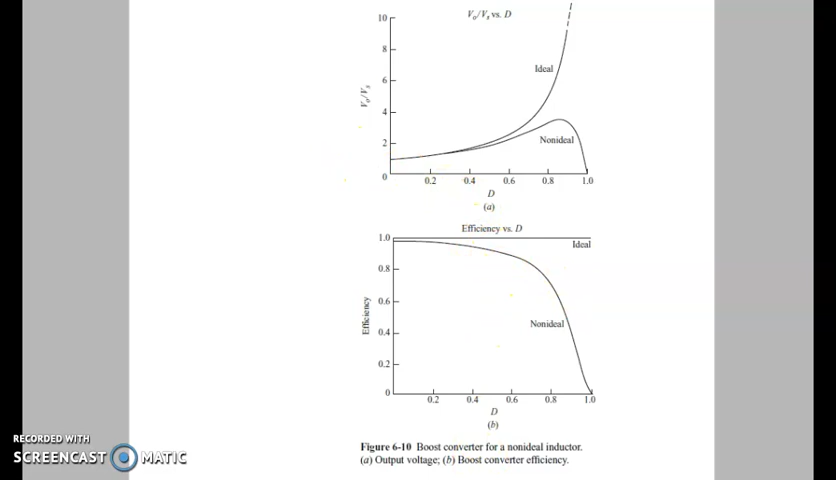 V₀/Vₛ vs. D
10
8
6
4
2
0
V₀/Vₛ
Ideal
Nonideal
0.2 0.4 0.6 0.8 1.0
D
(a)
Efficiency vs. D
1.0
0.8
0.6
0.4
0.2
0
Efficiency
Ideal
Nonideal
0.2 0.4 0.6 0.8 1.0
D
(b)
Figure 6-10 Boost converter for a nonideal inductor.
(a) Output voltage; (b) Boost converter efficiency.
RECORDED WITH
SCREENCAST MATIC